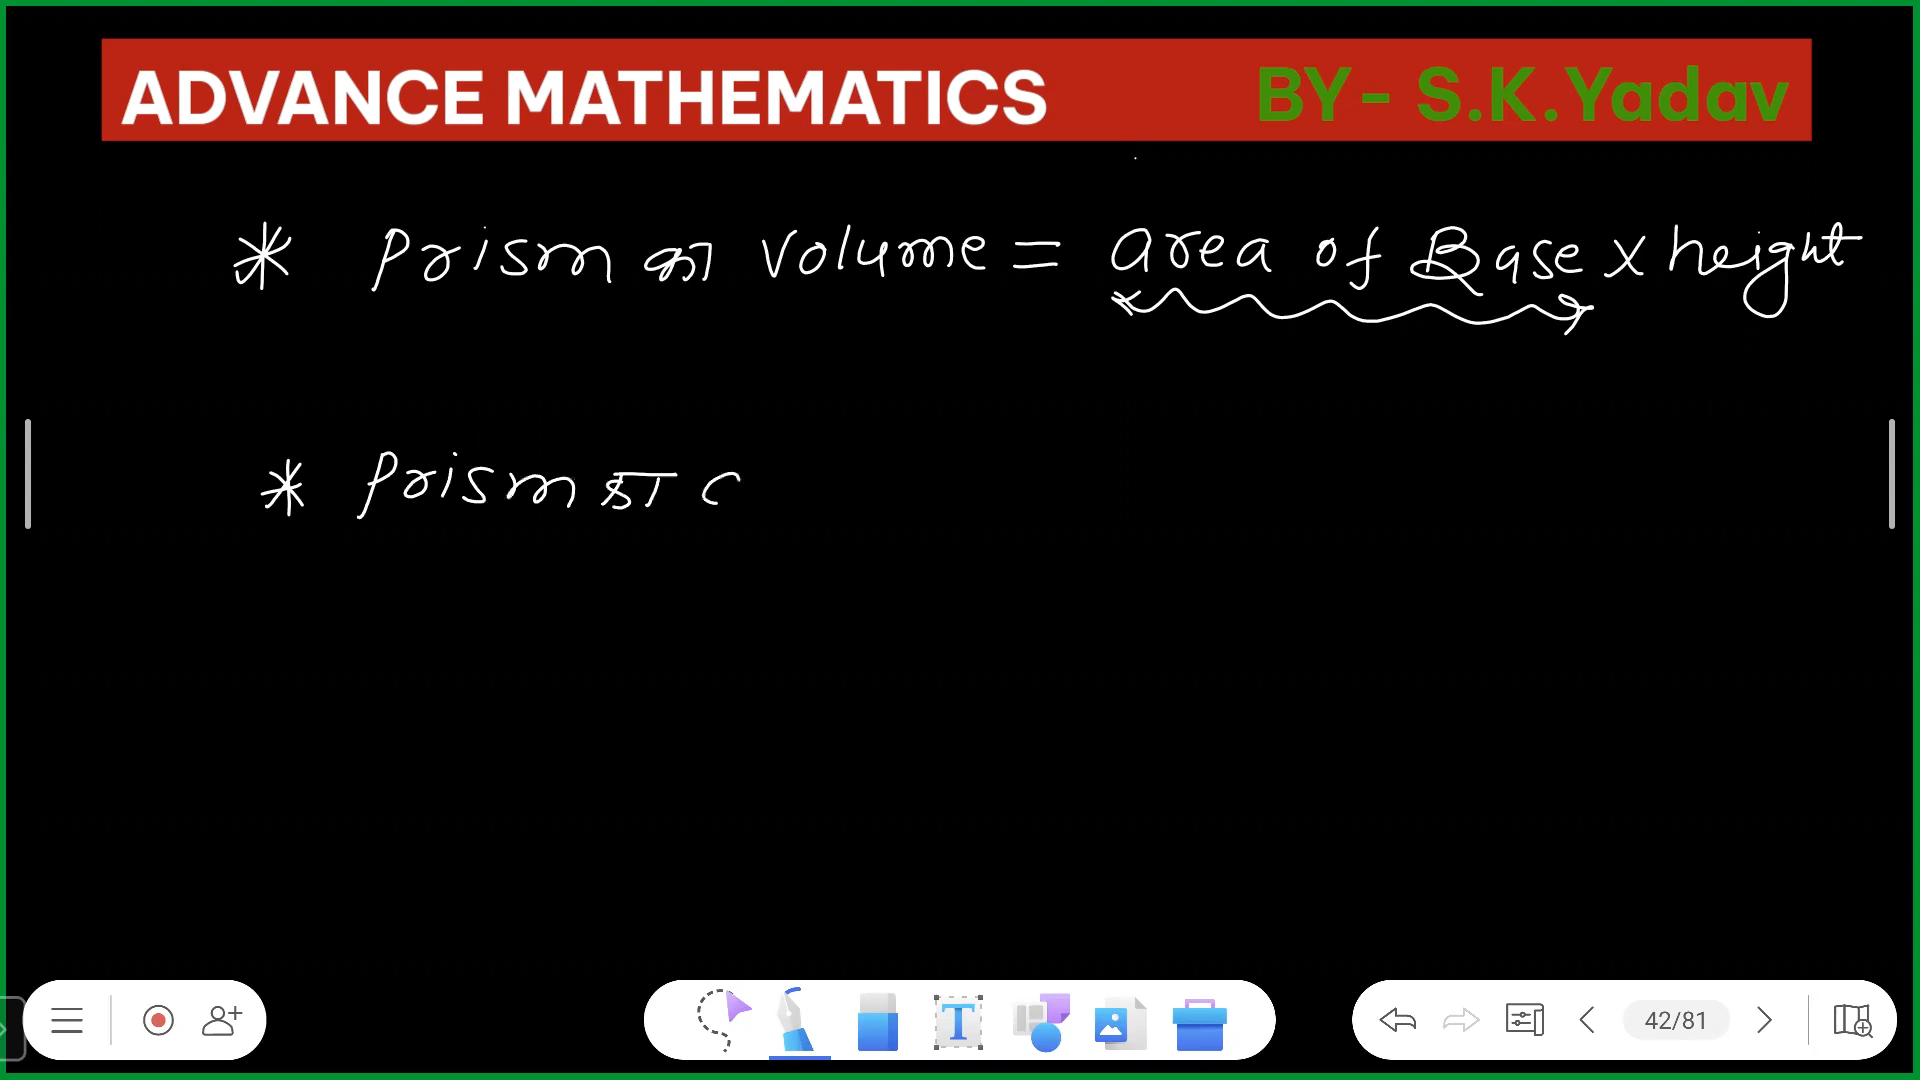 ADVANCE MATHEMATICS BY- S.K.Yadav
* Prism का Volume = area of Base x height
* Prism का C
42/81